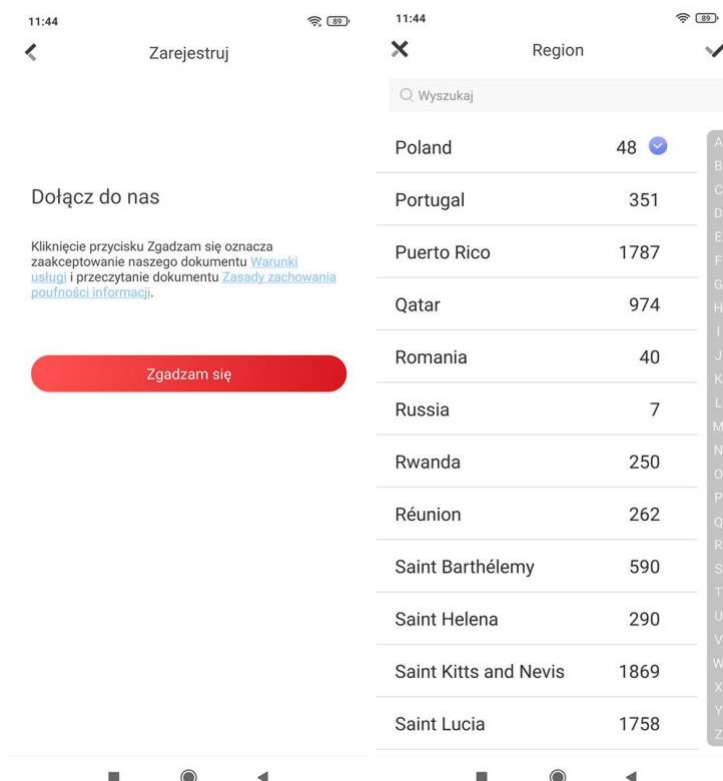 11:44
89
Zarejestruj
Dołącz do nas
Kliknięcie przycisku Zgadzam się oznacza
zaakceptowanie naszego dokumentu Warunki
usługi i przeczytanie dokumentu Zasady zachowania
poufności informacji.
Zgadzam się
11:44
89
Region
Wyszukaj
Poland 48
Portugal 351
Puerto Rico 1787
Qatar 974
Romania 40
Russia 7
Rwanda 250
Réunion 262
Saint Barthélemy 590
Saint Helena 290
Saint Kitts and Nevis 1869
Saint Lucia 1758
A
B
C
D
E
F
G
H
I
J
K
L
M
N
O
P
Q
R
S
T
U
V
W
X
Y
Z